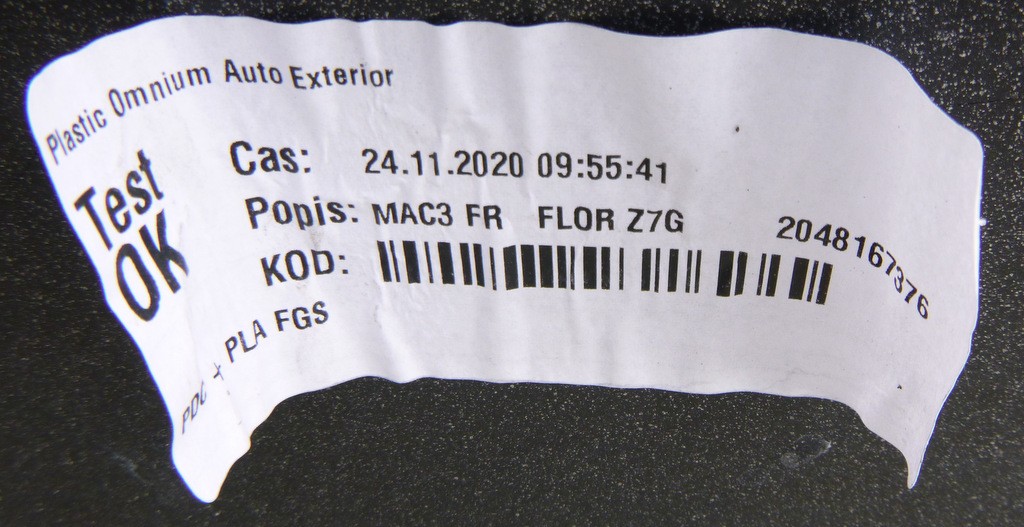 Plastic Omnium Auto Exterior
Test
OK
Cas: 24.11.2020 09:55:41
Popis: MAC3 FR FLOR Z7G 2048167376
KOD:
PDC + PLA FGS